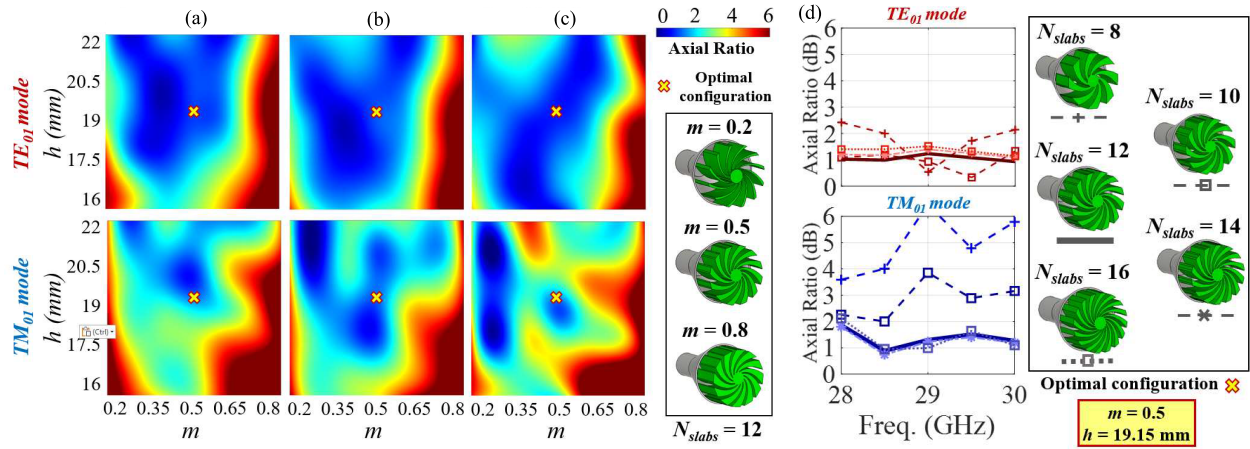 (a)
(b)
(c)
0 2 4 6
Axial Ratio
Optimal
configuration
TE01 mode
h (mm)
22
20.5
19
17.5
16
TM01 mode
h (mm)
22
20.5
19
17.5
16
(Ctrl)
0.2 0.35 0.5 0.65 0.8
0.2 0.35 0.5 0.65 0.8
0.2 0.35 0.5 0.65 0.8
m
m
m
m = 0.2
m = 0.5
m = 0.8
Nslabs = 12
(d)
TE01 mode
Axial Ratio (dB)
6
5
4
3
2
1
0
TM01 mode
Axial Ratio (dB)
6
5
4
3
2
1
0
28 29 30
Freq. (GHz)
Nslabs = 8
Nslabs = 10
Nslabs = 12
Nslabs = 14
Nslabs = 16
Optimal configuration
m = 0.5
h = 19.15 mm